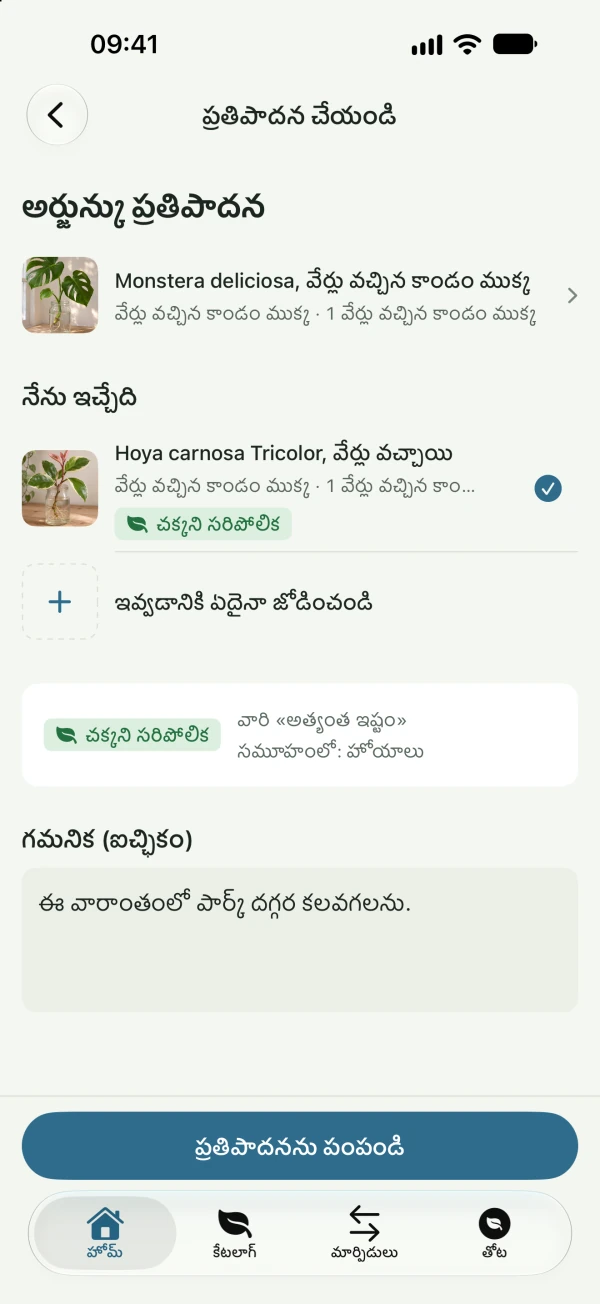 09:41
ప్రతిపాదన చేయండి
అర్జున్కు ప్రతిపాదన
Monstera deliciosa, వేర్లు వచ్చిన కాండం ముక్క
వేర్లు వచ్చిన కాండం ముక్క · 1 వేర్లు వచ్చిన కాండం ముక్క
నేను ఇచ్చేది
Hoya carnosa Tricolor, వేర్లు వచ్చాయి
వేర్లు వచ్చిన కాండం ముక్క · 1 వేర్లు వచ్చిన కాం...
చక్కని సరిపోలిక
ఇవ్వడానికి ఏదైనా జోడించండి
చక్కని సరిపోలిక
వారి «అత్యంత ఇష్టం»
సమూహంలో: హోయాలు
గమనిక (ఐచ్ఛికం)
ఈ వారాంతంలో పార్క్ దగ్గర కలవగలను.
ప్రతిపాదనను పంపండి
హోమ్
కేటలాగ్
మార్పిడులు
తోట